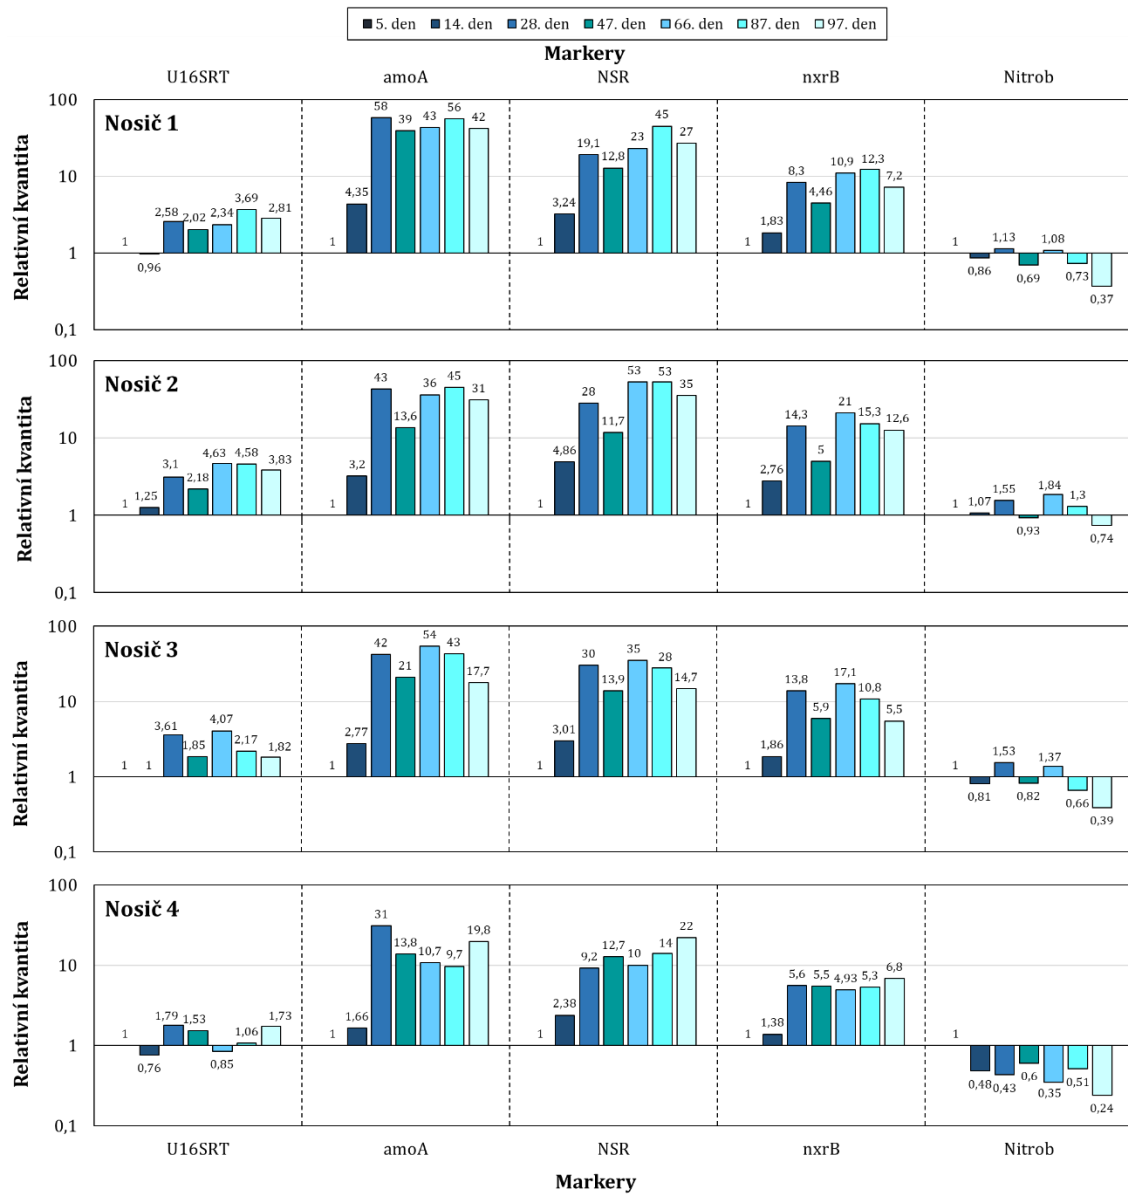 5. den 14. den 28. den 47. den 66. den 87. den 97. den
Markery
U16SRT amoA NSR nxrB Nitrob
Relativní kvantita
Nosič 1
100
10
1
0,1
1 0,96 2,58 2,02 2,34 3,69 2,81
1 4,35 58 39 43 56 42
1 3,24 19,1 12,8 23 45 27
1 1,83 8,3 4,46 10,9 12,3 7,2
1 0,86 1,13 0,69 1,08 0,73 0,37
Relativní kvantita
Nosič 2
100
10
1
0,1
1 1,25 3,1 2,18 4,63 4,58 3,83
1 3,2 43 13,6 36 45 31
1 4,86 28 11,7 53 53 35
1 2,76 14,3 5 21 15,3 12,6
1 1,07 1,55 0,93 1,84 1,3 0,74
Relativní kvantita
Nosič 3
100
10
1
0,1
1 1 3,61 1,85 4,07 2,17 1,82
1 2,77 42 21 54 43 17,7
1 3,01 30 13,9 35 28 14,7
1 1,86 13,8 5,9 17,1 10,8 5,5
1 0,81 1,53 0,82 1,37 0,66 0,39
Relativní kvantita
Nosič 4
100
10
1
0,1
1 0,76 1,79 1,53 0,85 1,06 1,73
1 1,66 31 13,8 10,7 9,7 19,8
1 2,38 9,2 12,7 10 14 22
1 1,38 5,6 5,5 4,93 5,3 6,8
1 0,48 0,43 0,6 0,35 0,51 0,24
U16SRT amoA NSR nxrB Nitrob
Markery